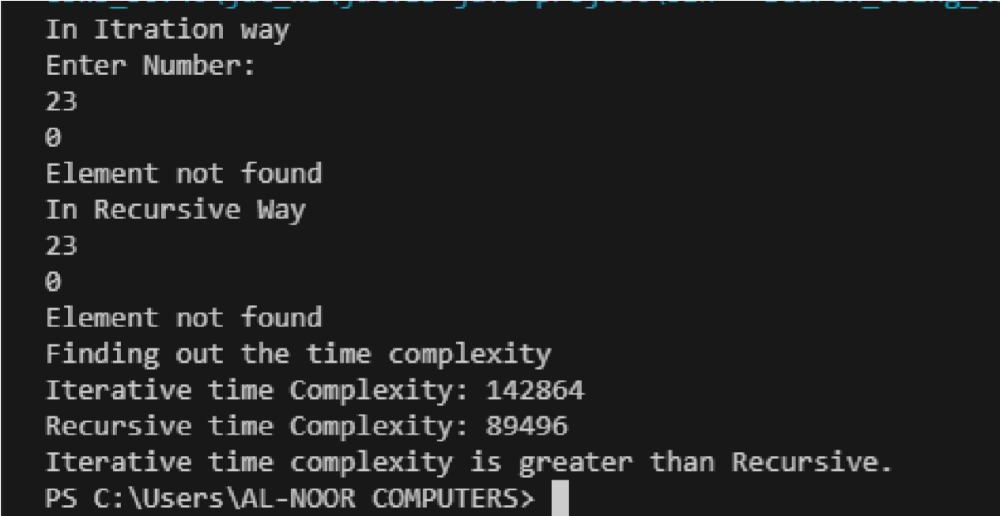 In Itration way
Enter Number:
23
0
Element not found
In Recursive Way
23
0
Element not found
Finding out the time complexity
Iterative time Complexity: 142864
Recursive time Complexity: 89496
Iterative time complexity is greater than Recursive.
PS C:\Users\AL-NOOR COMPUTERS>